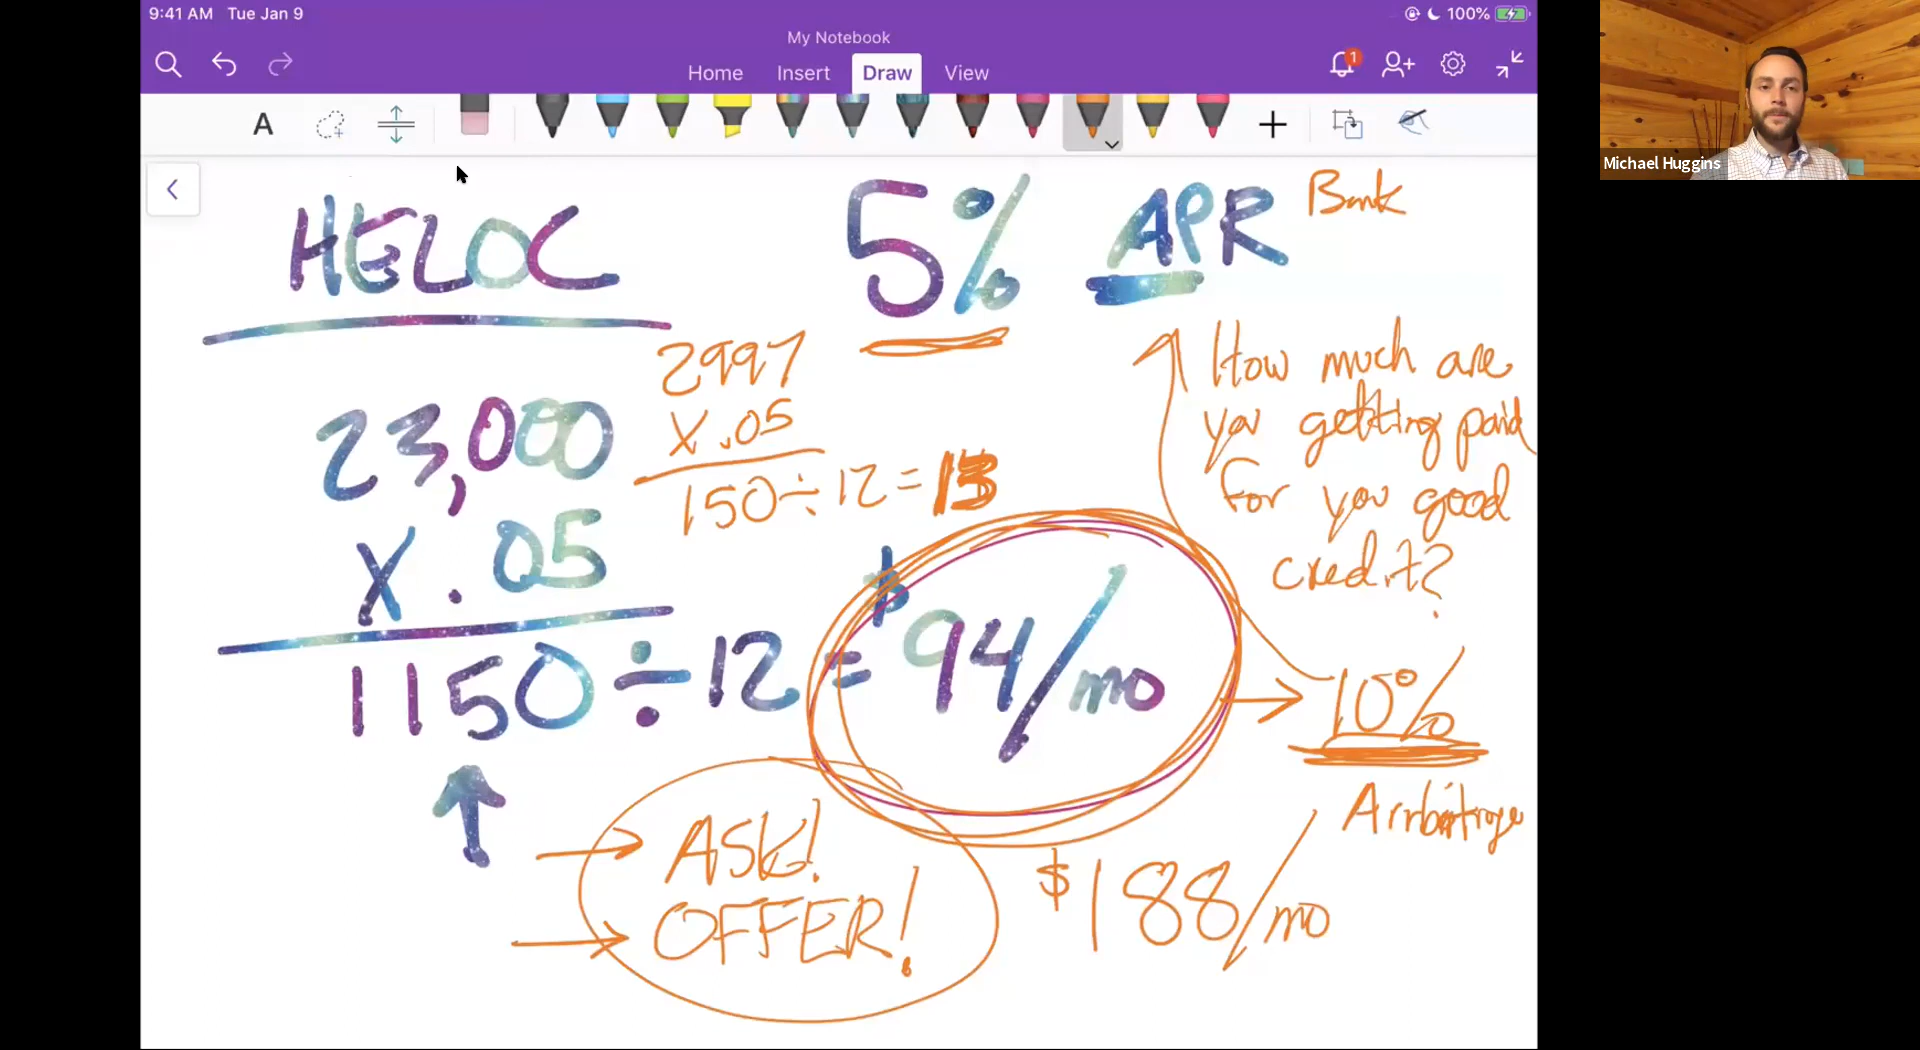 9:41 AM Tue Jan 9
100%
My Notebook
Home Insert Draw View
1
A
Michael Huggins
HELOC
5% APR Bank
23,000
X .05
1150 ÷ 12 = $94/mo
2997
X .05
150 ÷ 12 =
How much are
you getting paid
for you good
credit?
10%
Arrbitrage
$188/mo
ASK!
OFFER!